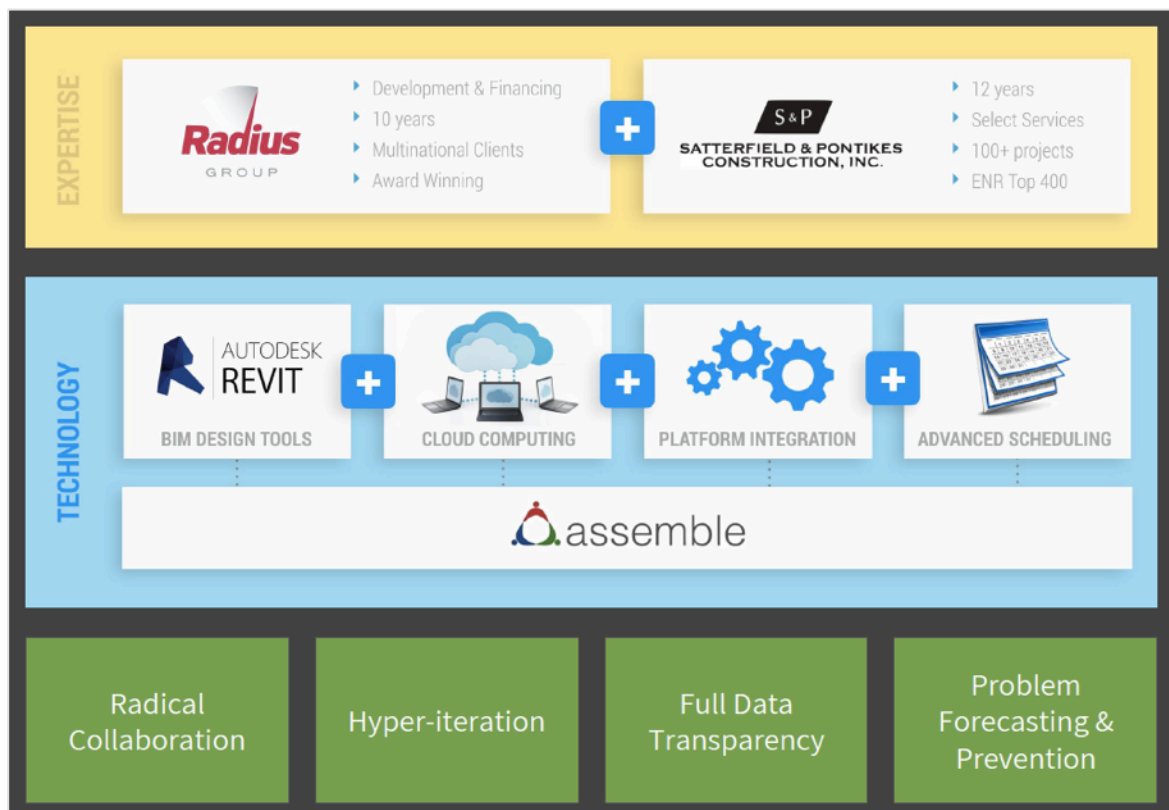 EXPERTISE
Radius
GROUP
Development & Financing
10 years
Multinational Clients
Award Winning
S & P
SATTERFIELD & PONTIKES
CONSTRUCTION, INC.
12 years
Select Services
100+ projects
ENR Top 400
TECHNOLOGY
AUTODESK
REVIT
BIM DESIGN TOOLS
CLOUD COMPUTING
PLATFORM INTEGRATION
ADVANCED SCHEDULING
assemble
Radical
Collaboration
Hyper-iteration
Full Data
Transparency
Problem
Forecasting &
Prevention